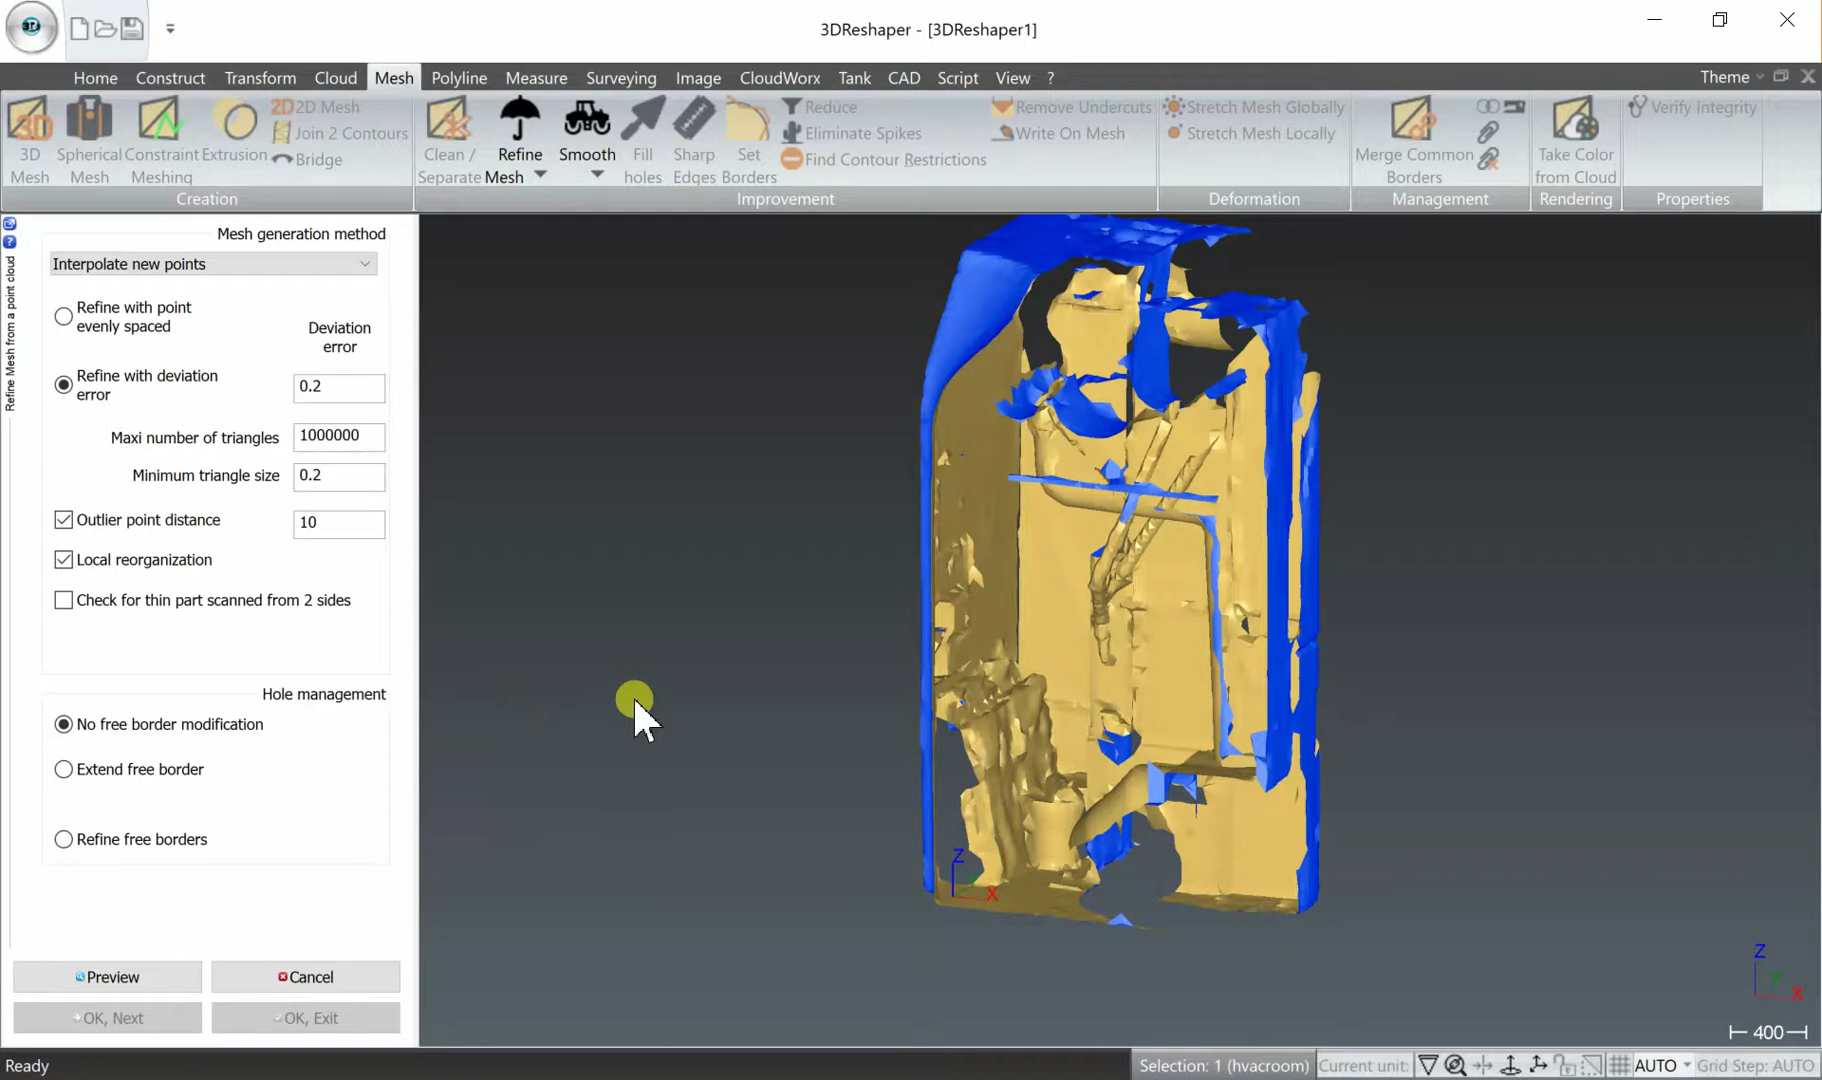 3DR
3DReshaper - [3DReshaper1]
Home Construct Transform Cloud Mesh Polyline Measure Surveying Image CloudWorx Tank CAD Script View ?
Theme
3D
Mesh
Spherical
Mesh
Constraint
Meshing
Extrusion
2D 2D Mesh
Join 2 Contours
Bridge
Creation
Clean /
Separate
Refine
Mesh
Smooth
Fill
holes
Sharp
Edges
Set
Borders
Reduce
Eliminate Spikes
Find Contour Restrictions
Remove Undercuts
Write On Mesh
Improvement
Stretch Mesh Globally
Stretch Mesh Locally
Deformation
Merge Common
Borders
Management
Take Color
from Cloud
Rendering
Verify Integrity
Properties
Refine Mesh from a point cloud
Mesh generation method
Interpolate new points
Refine with point
evenly spaced
Deviation
error
Refine with deviation
error
0.2
Maxi number of triangles 1000000
Minimum triangle size 0.2
Outlier point distance 10
Local reorganization
Check for thin part scanned from 2 sides
Hole management
No free border modification
Extend free border
Refine free borders
Preview Cancel
OK, Next OK, Exit
Z
X
Z
Y
X
400
Ready
Selection: 1 (hvacroom) Current unit: AUTO Grid Step: AUTO